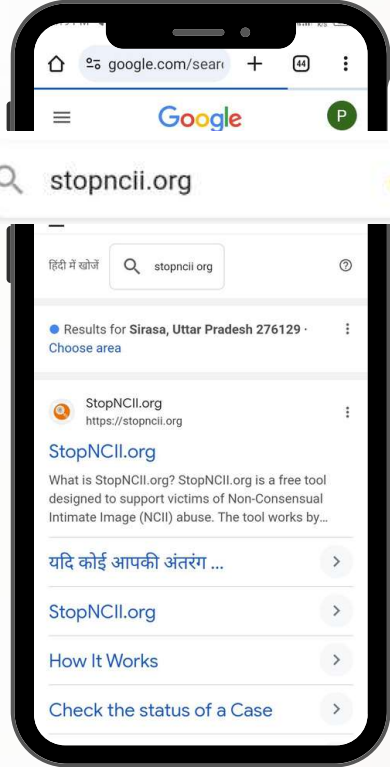 google.com/sear
44
Google
P
stopncii.org
हिंदी में खोजें
stopncii org
Results for Sirasa, Uttar Pradesh 276129 ·
Choose area
StopNCII.org
https://stopncii.org
StopNCII.org
What is StopNCII.org? StopNCII.org is a free tool
designed to support victims of Non-Consensual
Intimate Image (NCII) abuse. The tool works by...
यदि कोई आपकी अंतरंग ...
StopNCII.org
How It Works
Check the status of a Case